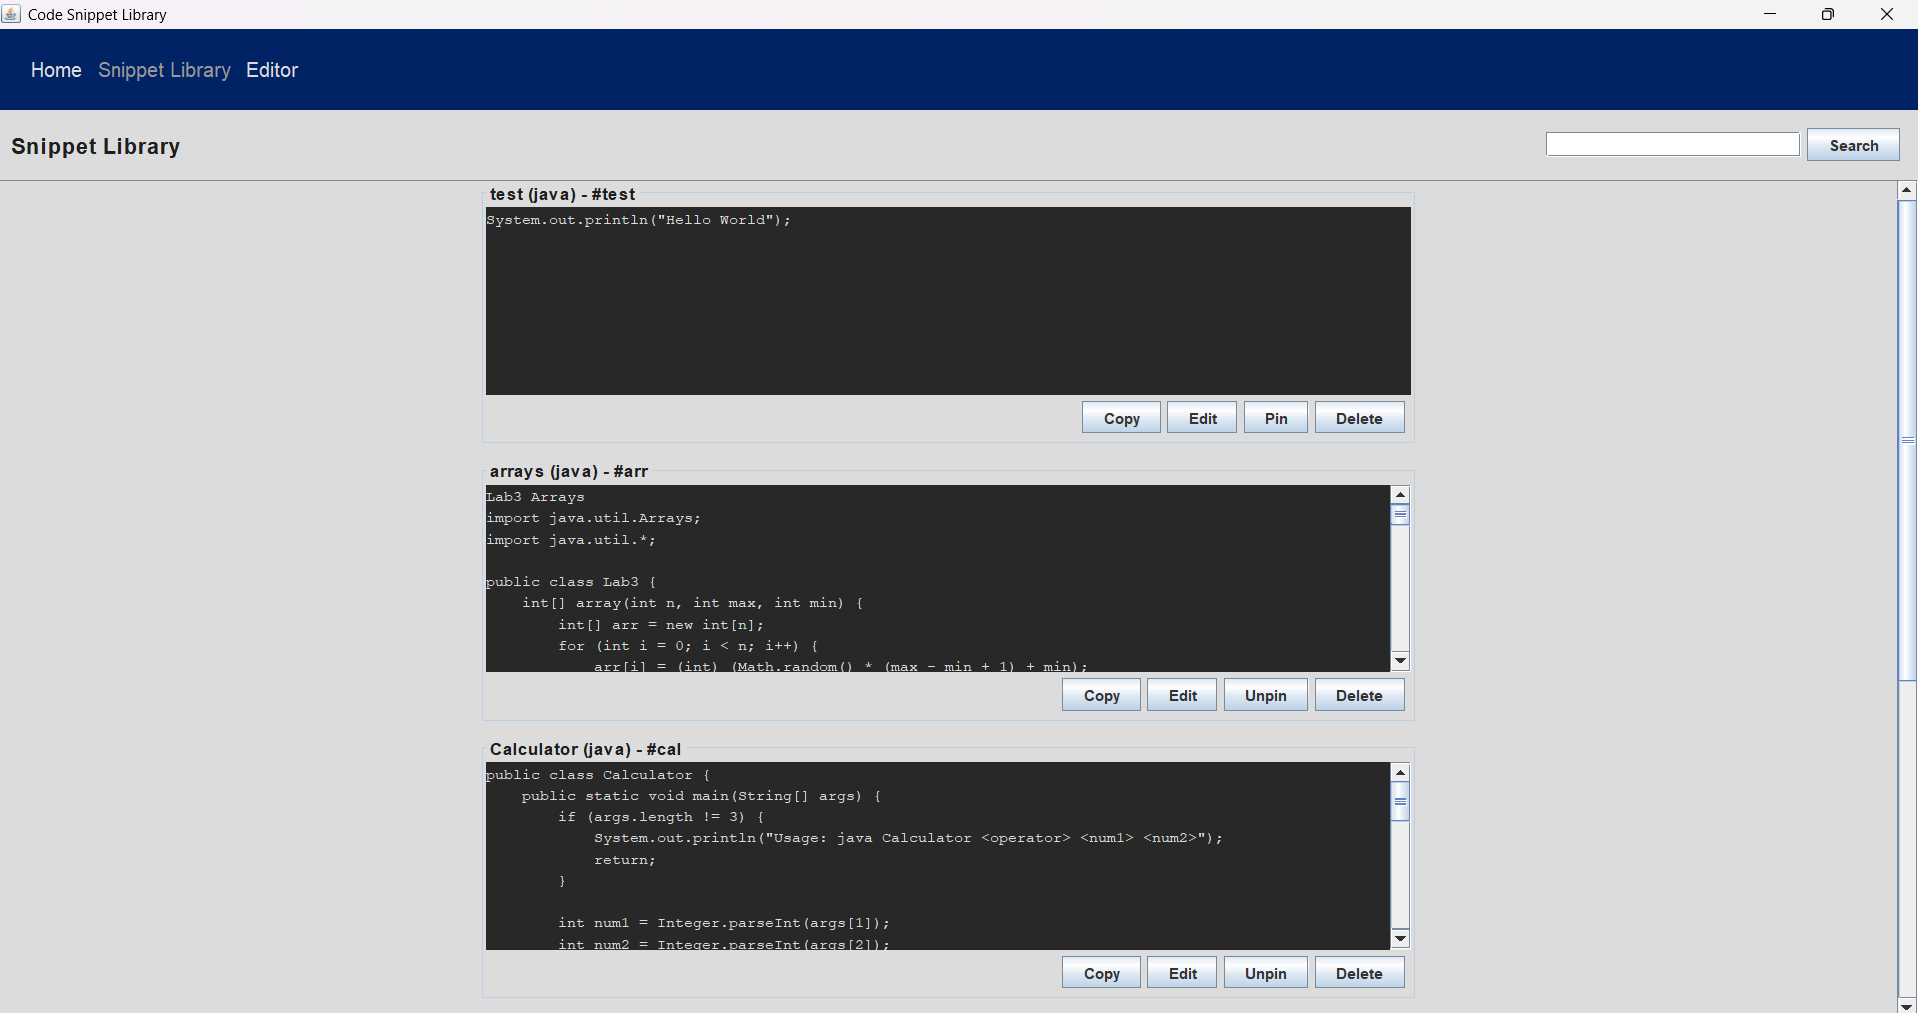 Code Snippet Library
Home Snippet Library Editor
Snippet Library
Search
test (java) - #test
System.out.println("Hello World");
Copy Edit Pin Delete
arrays (java) - #arr
Lab3 Arrays
import java.util.Arrays;
import java.util.*;
public class Lab3 {
int[] array(int n, int max, int min) {
int[] arr = new int[n];
for (int i = 0; i < n; i++) {
arr[i] = (int) (Math.random() * (max - min + 1) + min);
Copy Edit Unpin Delete
Calculator (java) - #cal
public class Calculator {
public static void main(String[] args) {
if (args.length != 3) {
System.out.println("Usage: java Calculator <operator> <num1> <num2>");
return;
}
int num1 = Integer.parseInt(args[1]);
int num2 = Integer.parseInt(args[2]);
Copy Edit Unpin Delete